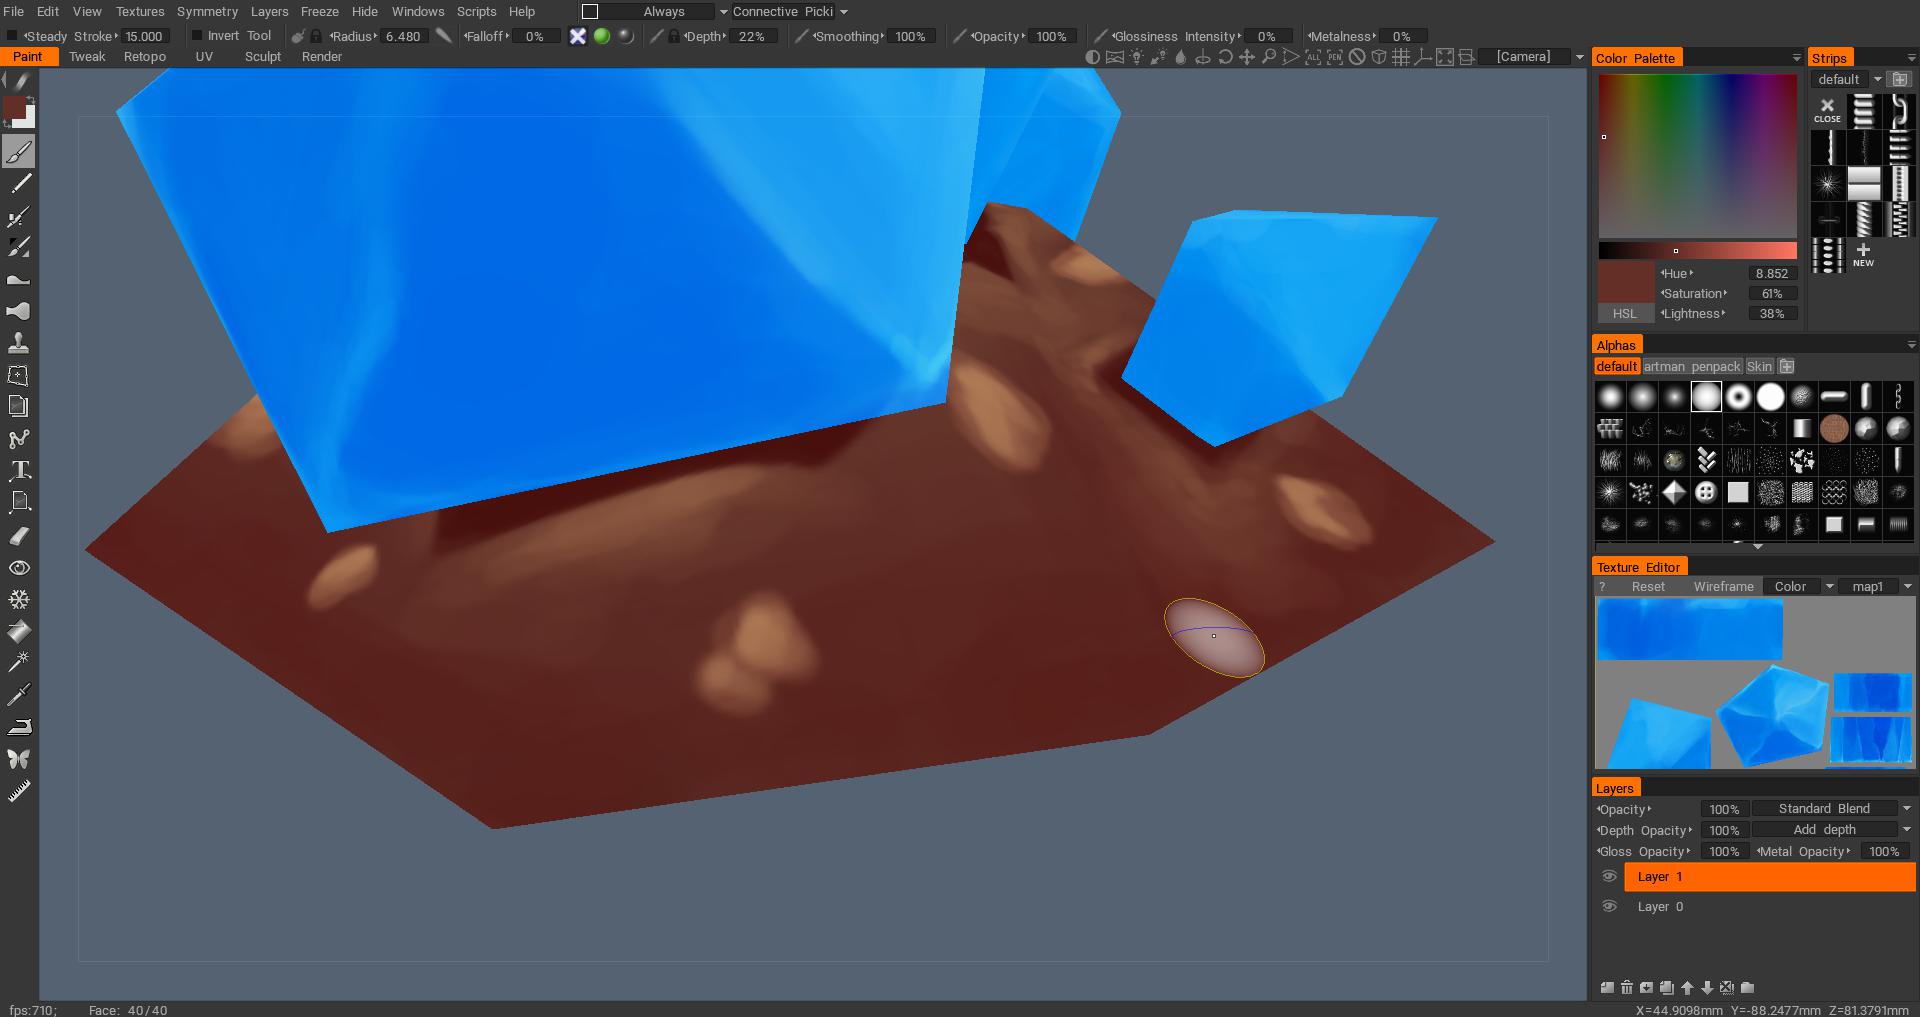 File Edit View Textures Symmetry Layers Freeze Hide Windows Scripts Help Always Connective Picki
Steady Stroke 15.000 Invert Tool Radius 6.480 Falloff 0% Depth 22% Smoothing 100% Opacity 100% Glossiness Intensity 0% Metalness 0%
Paint Tweak Retopo UV Sculpt Render ALL PEN [Camera] Color Palette Strips
default
CLOSE
NEW
Hue 8.852
Saturation 61%
HSL Lightness 38%
Alphas
default artman penpack Skin
Texture Editor
? Reset Wireframe Color map1
Layers
Opacity 100% Standard Blend
Depth Opacity 100% Add depth
Gloss Opacity 100% Metal Opacity 100%
Layer 1
Layer 0
fps:710; Face: 40/40 X=44.9098mm Y=-88.2477mm Z=81.3791mm